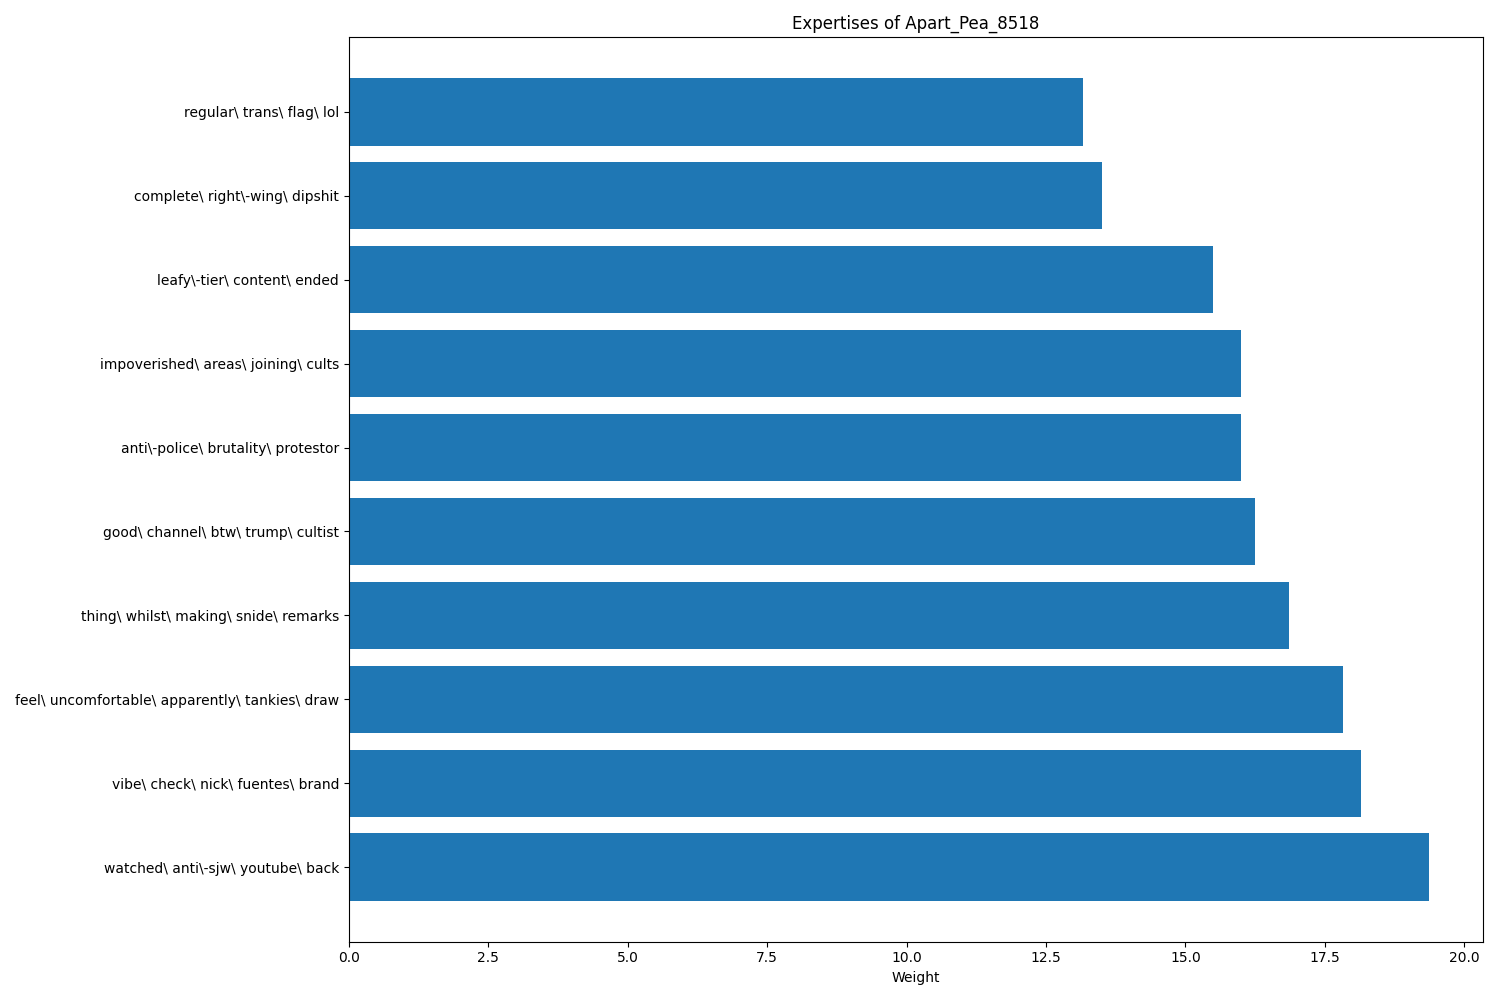 Expertises of Apart_Pea_8518
regular\ trans\ flag\ lol
complete\ right\-wing\ dipshit
leafy\-tier\ content\ ended
impoverished\ areas\ joining\ cults
anti\-police\ brutality\ protestor
good\ channel\ btw\ trump\ cultist
thing\ whilst\ making\ snide\ remarks
feel\ uncomfortable\ apparently\ tankies\ draw
vibe\ check\ nick\ fuentes\ brand
watched\ anti\-sjw\ youtube\ back
0.0 2.5 5.0 7.5 10.0 12.5 15.0 17.5 20.0
Weight